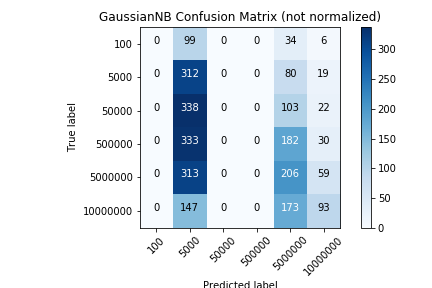 GaussianNB Confusion Matrix (not normalized)
100 0 99 0 0 34 6
5000 0 312 0 0 80 19
50000 0 338 0 0 103 22
500000 0 333 0 0 182 30
5000000 0 313 0 0 206 59
10000000 0 147 0 0 173 93
True label
100 5000 50000 500000 5000000 10000000
Predicted label
350
300
250
200
150
100
50
0